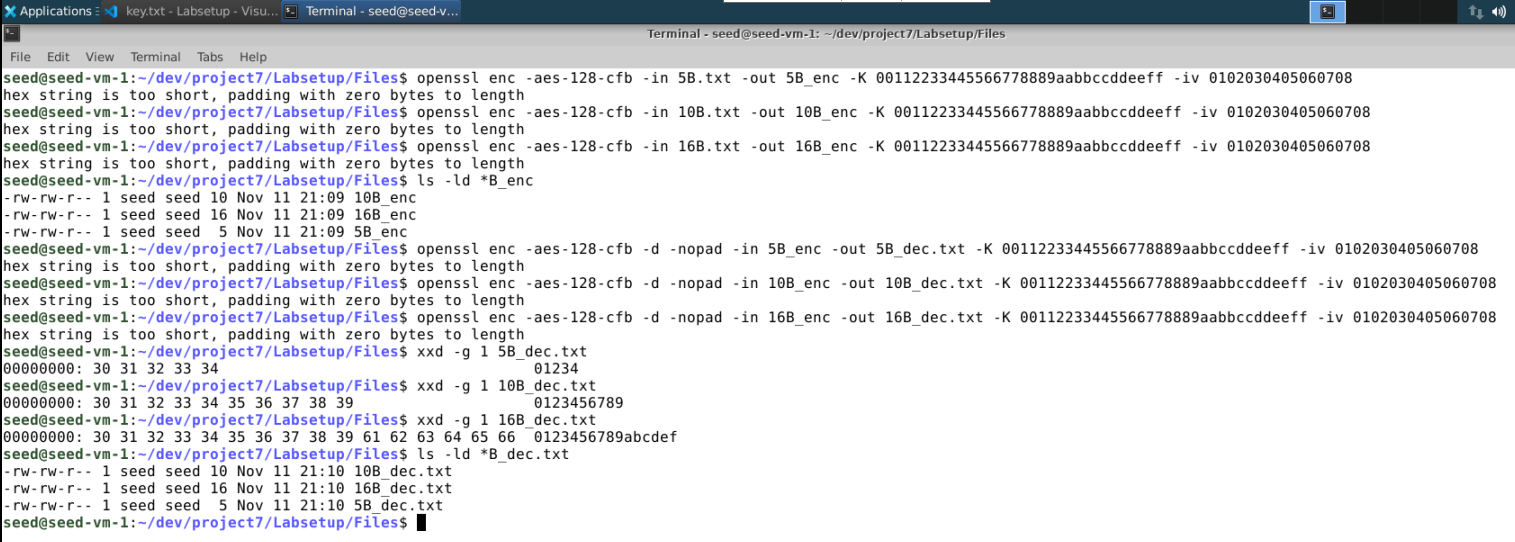 Applications
key.txt - Labsetup - Visu...
Terminal - seed@seed-v...
Terminal - seed@seed-vm-1: ~/dev/project7/Labsetup/Files
File Edit View Terminal Tabs Help
seed@seed-vm-1:~/dev/project7/Labsetup/Files$ openssl enc -aes-128-cfb -in 5B.txt -out 5B_enc -K 00112233445566778889aabbccddeeff -iv 0102030405060708
hex string is too short, padding with zero bytes to length
seed@seed-vm-1:~/dev/project7/Labsetup/Files$ openssl enc -aes-128-cfb -in 10B.txt -out 10B_enc -K 00112233445566778889aabbccddeeff -iv 0102030405060708
hex string is too short, padding with zero bytes to length
seed@seed-vm-1:~/dev/project7/Labsetup/Files$ openssl enc -aes-128-cfb -in 16B.txt -out 16B_enc -K 00112233445566778889aabbccddeeff -iv 0102030405060708
hex string is too short, padding with zero bytes to length
seed@seed-vm-1:~/dev/project7/Labsetup/Files$ ls -ld *B_enc
-rw-rw-r-- 1 seed seed 10 Nov 11 21:09 10B_enc
-rw-rw-r-- 1 seed seed 16 Nov 11 21:09 16B_enc
-rw-rw-r-- 1 seed seed  5 Nov 11 21:09 5B_enc
seed@seed-vm-1:~/dev/project7/Labsetup/Files$ openssl enc -aes-128-cfb -d -nopad -in 5B_enc -out 5B_dec.txt -K 00112233445566778889aabbccddeeff -iv 0102030405060708
hex string is too short, padding with zero bytes to length
seed@seed-vm-1:~/dev/project7/Labsetup/Files$ openssl enc -aes-128-cfb -d -nopad -in 10B_enc -out 10B_dec.txt -K 00112233445566778889aabbccddeeff -iv 0102030405060708
hex string is too short, padding with zero bytes to length
seed@seed-vm-1:~/dev/project7/Labsetup/Files$ openssl enc -aes-128-cfb -d -nopad -in 16B_enc -out 16B_dec.txt -K 00112233445566778889aabbccddeeff -iv 0102030405060708
hex string is too short, padding with zero bytes to length
seed@seed-vm-1:~/dev/project7/Labsetup/Files$ xxd -g 1 5B_dec.txt
00000000: 30 31 32 33 34                                   01234
seed@seed-vm-1:~/dev/project7/Labsetup/Files$ xxd -g 1 10B_dec.txt
00000000: 30 31 32 33 34 35 36 37 38 39                    0123456789
seed@seed-vm-1:~/dev/project7/Labsetup/Files$ xxd -g 1 16B_dec.txt
00000000: 30 31 32 33 34 35 36 37 38 39 61 62 63 64 65 66  0123456789abcdef
seed@seed-vm-1:~/dev/project7/Labsetup/Files$ ls -ld *B_dec.txt
-rw-rw-r-- 1 seed seed 10 Nov 11 21:10 10B_dec.txt
-rw-rw-r-- 1 seed seed 16 Nov 11 21:10 16B_dec.txt
-rw-rw-r-- 1 seed seed  5 Nov 11 21:10 5B_dec.txt
seed@seed-vm-1:~/dev/project7/Labsetup/Files$